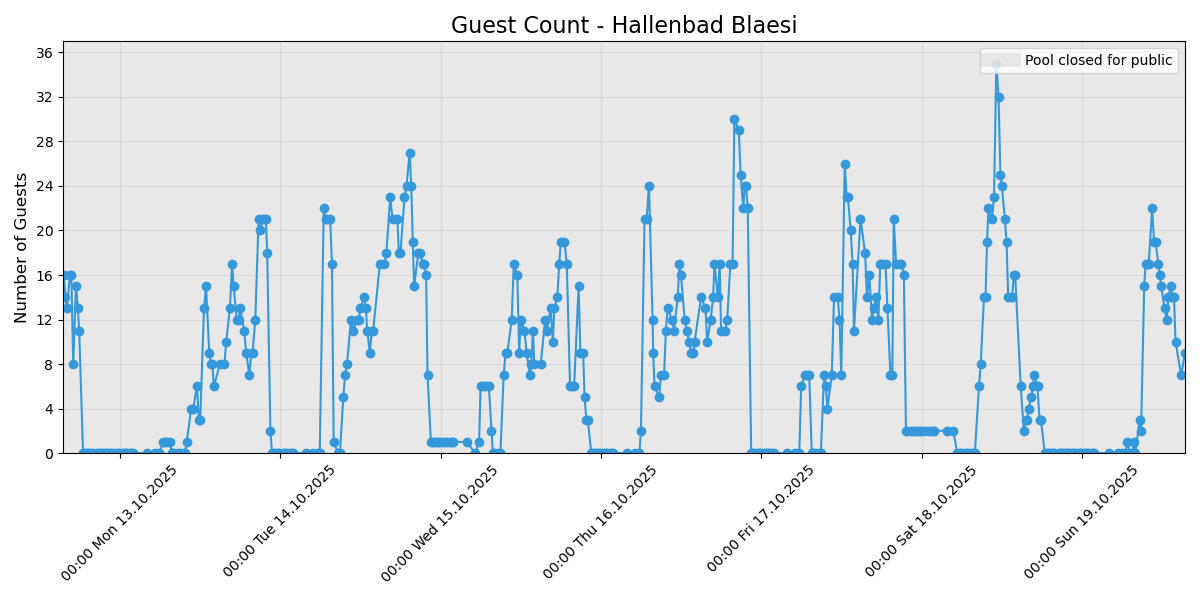 Guest Count - Hallenbad Blaesi
Pool closed for public
Number of Guests
36
32
28
24
20
16
12
8
4
0
00:00 Mon 13.10.2025
00:00 Tue 14.10.2025
00:00 Wed 15.10.2025
00:00 Thu 16.10.2025
00:00 Fri 17.10.2025
00:00 Sat 18.10.2025
00:00 Sun 19.10.2025